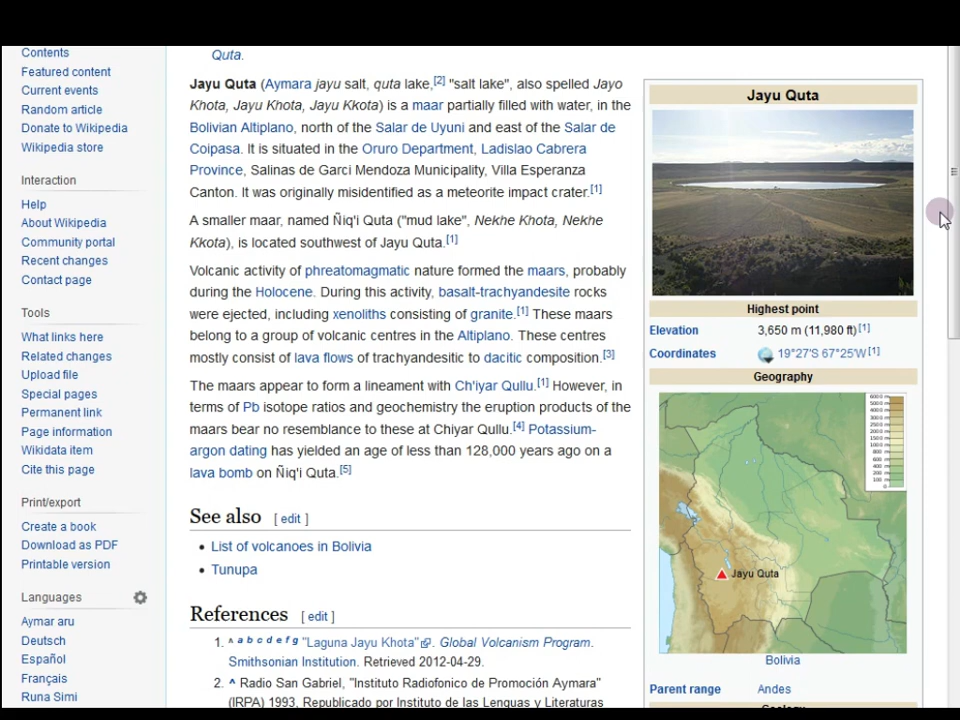 Contents
Featured content
Current events
Random article
Donate to Wikipedia
Wikipedia store
Interaction
Help
About Wikipedia
Community portal
Recent changes
Contact page
Tools
What links here
Related changes
Upload file
Special pages
Permanent link
Page information
Wikidata item
Cite this page
Print/export
Create a book
Download as PDF
Printable version
Languages
Aymar aru
Deutsch
Español
Français
Runa Simi
Quta.
Jayu Quta (Aymara jayu salt, quta lake,[2] "salt lake", also spelled Jayo
Khota, Jayu Khota, Jayu Kkota) is a maar partially filled with water, in the
Bolivian Altiplano, north of the Salar de Uyuni and east of the Salar de
Coipasa. It is situated in the Oruro Department, Ladislao Cabrera
Province, Salinas de Garci Mendoza Municipality, Villa Esperanza
Canton. It was originally misidentified as a meteorite impact crater.[1]
A smaller maar, named Ñiq'i Quta ("mud lake", Nekhe Khota, Nekhe
Kkota), is located southwest of Jayu Quta.[1]
Volcanic activity of phreatomagmatic nature formed the maars, probably
during the Holocene. During this activity, basalt-trachyandesite rocks
were ejected, including xenoliths consisting of granite.[1] These maars
belong to a group of volcanic centres in the Altiplano. These centres
mostly consist of lava flows of trachyandesitic to dacitic composition.[3]
The maars appear to form a lineament with Ch'iyar Qullu.[1] However, in
terms of Pb isotope ratios and geochemistry the eruption products of the
maars bear no resemblance to these at Chiyar Qullu.[4] Potassium-
argon dating has yielded an age of less than 128,000 years ago on a
lava bomb on Ñiq'i Quta.[5]
See also [ edit ]
• List of volcanoes in Bolivia
• Tunupa
References [ edit ]
1. ^ a b c d e f g "Laguna Jayu Khota". Global Volcanism Program.
Smithsonian Institution. Retrieved 2012-04-29.
2. ^ Radio San Gabriel, "Instituto Radiofonico de Promoción Aymara"
(IRPA) 1993, Republicado por Instituto de las Lenguas y Literaturas
Jayu Quta
Highest point
Elevation 3,650 m (11,980 ft)[1]
Coordinates 19°27′S 67°25′W[1]
Geography
Jayu Quta
Bolivia
Parent range Andes
Geology